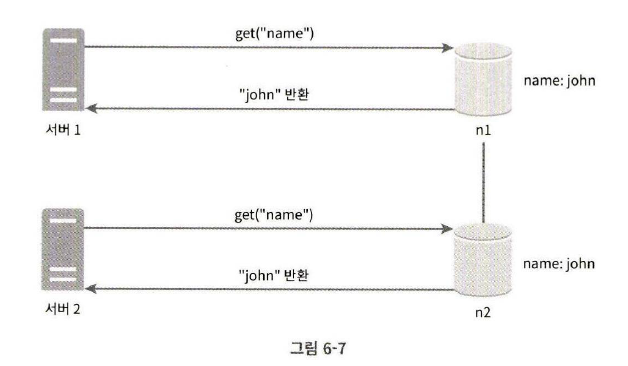 get("name")
"john" 반환
name: john
서버 1
n1
get("name")
"john" 반환
name: john
서버 2
n2
그림 6-7